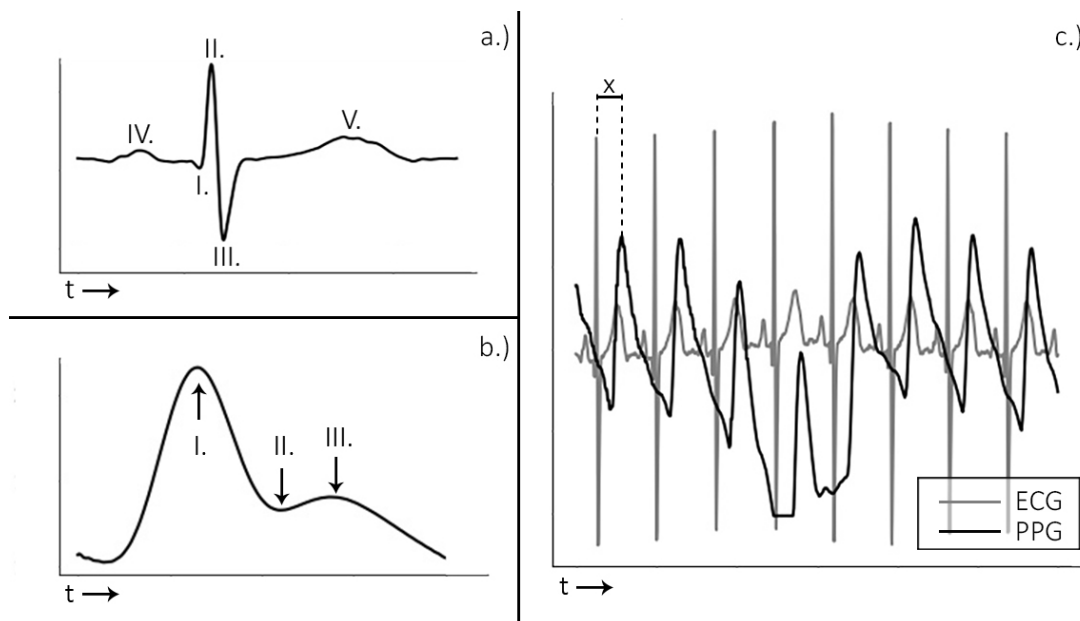 a.)
II.
IV.
V.
I.
III.
t
b.)
I.
II.
III.
t
c.)
x
ECG
PPG
t